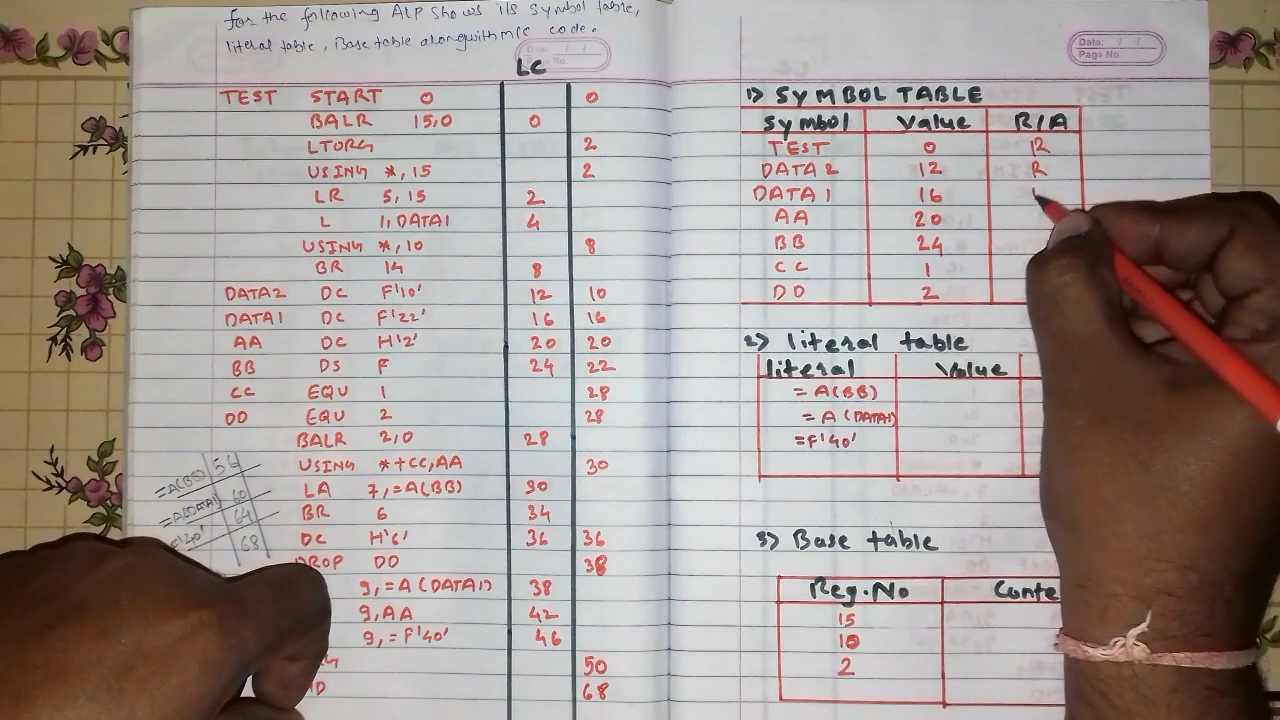 for the following ALP shows its symbol table,
literal table, Base table alongwith m/c code.
LC
TEST START 0 0
BALR 15,0 0
LTORG 2
USING *,15 2
LR 5,15 2
L 1,DATA1 4
USING *,10 8
BR 14 8
DATA2 DC F'10' 12 10
DATA1 DC F'22' 16 16
AA DC H'2' 20 20
BB DS F 24 22
CC EQU 1 28
DD EQU 2 28
BALR 2,0 28
USING *+CC,AA 30
LA 7,=A(BB) 30
BR 6 34
DC H'6' 36 36
DROP DD 38
9,=A(DATA1) 38
9,AA 42
9,=F'40' 46
50
68
=A(BB) 56
=A(DATA1) 60
F'40' 64
68
Date: / /
Page No.
1) SYMBOL TABLE
Symbol Value R/A
TEST 0 R
DATA2 12 R
DATA1 16
AA 20
BB 24
CC 1
DD 2
2) literal table
literal Value
=A(BB)
=A(DATA1)
=F'40'
3) Base table
Reg.No Conte
15
10
2